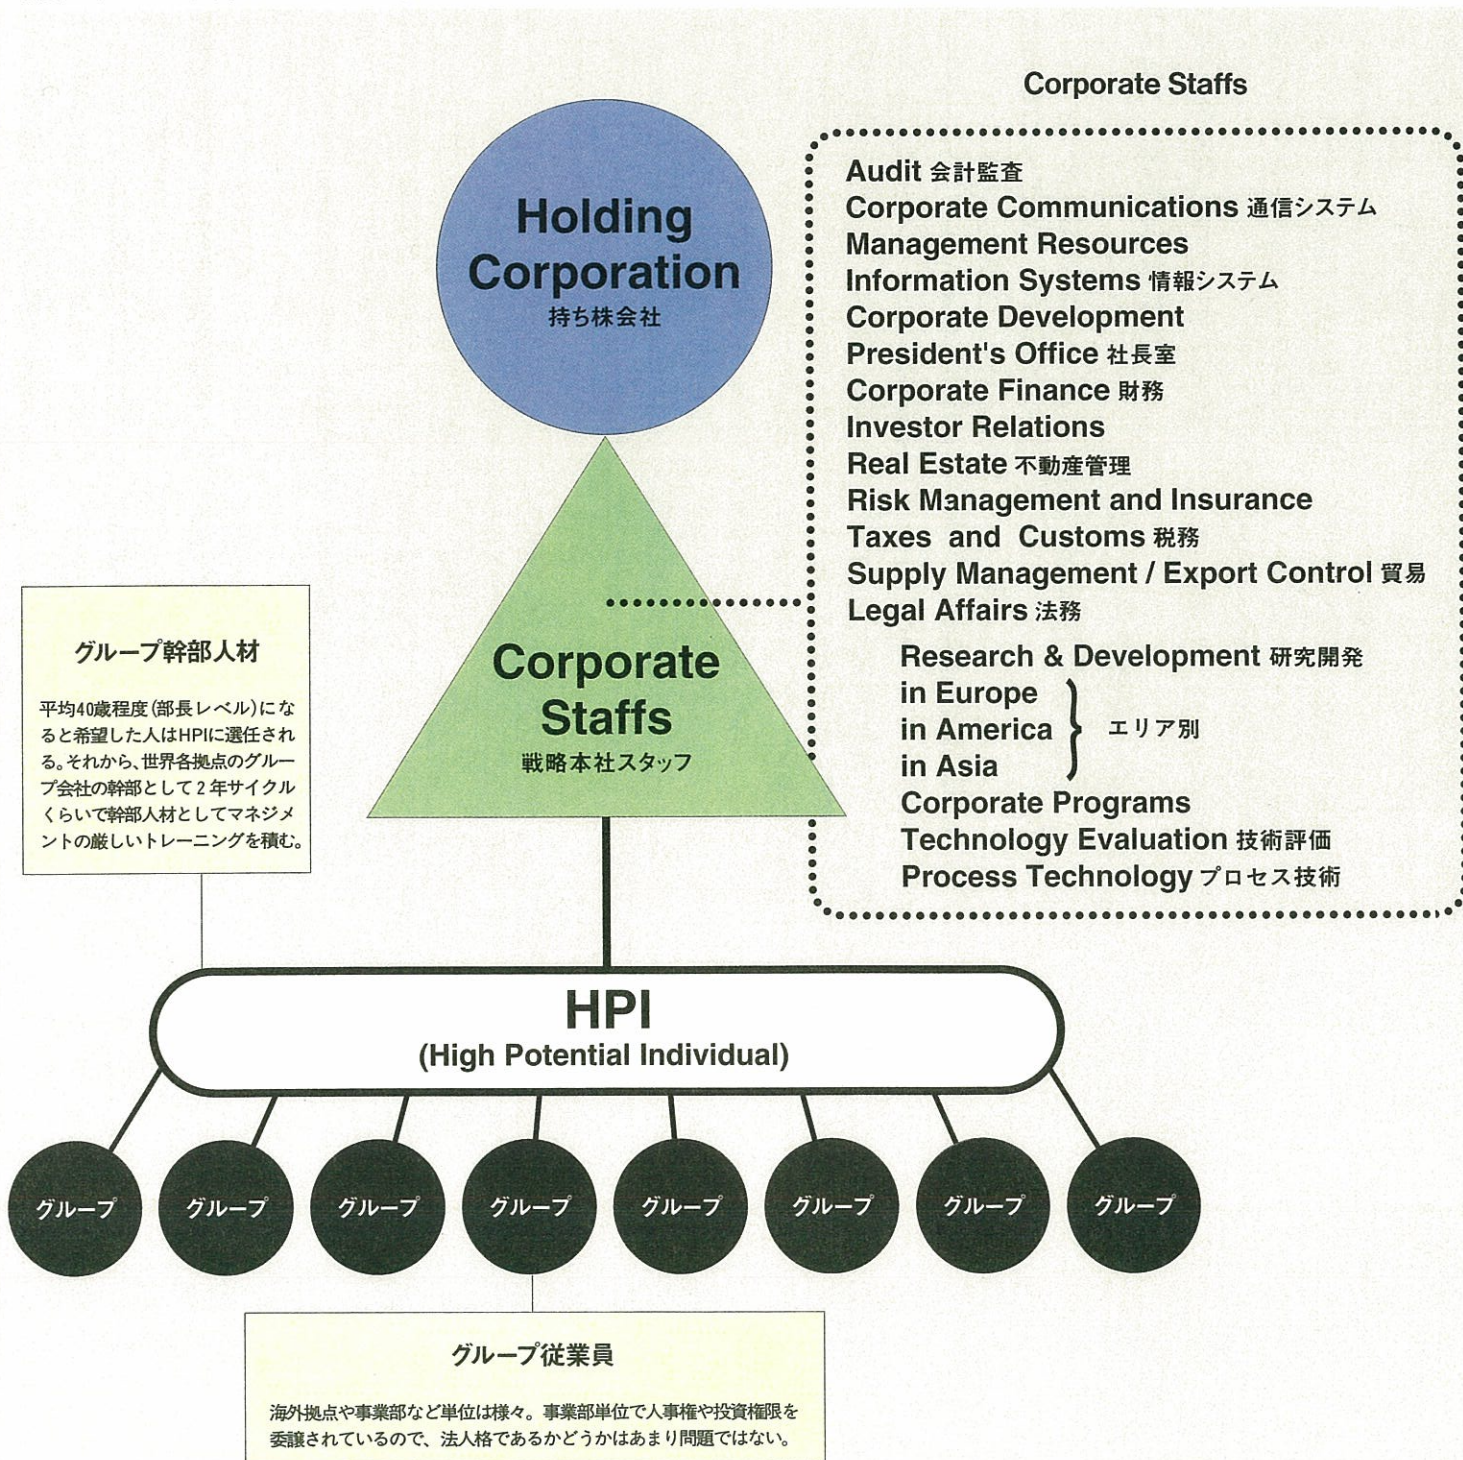 Corporate Staffs
Holding
Corporation
持ち株会社
Audit 会計監査
Corporate Communications 通信システム
Management Resources
Information Systems 情報システム
Corporate Development
President's Office 社長室
Corporate Finance 財務
Investor Relations
Real Estate 不動産管理
Risk Management and Insurance
Taxes and Customs 税務
Supply Management / Export Control 貿易
Legal Affairs 法務
Research & Development 研究開発
in Europe
in America
in Asia
エリア別
Corporate Programs
Technology Evaluation 技術評価
Process Technology プロセス技術
Corporate
Staffs
戦略本社スタッフ
グループ幹部人材
平均40歳程度(部長レベル)にな
ると希望した人はHPIに選任され
る。それから、世界各拠点のグルー
プ会社の幹部として2年サイクル
くらいで幹部人材としてマネジメ
ントの厳しいトレーニングを積む。
HPI
(High Potential Individual)
グループ
グループ
グループ
グループ
グループ
グループ
グループ
グループ
グループ従業員
海外拠点や事業部など単位は様々。事業部単位で人事権や投資権限を
委譲されているので、法人格であるかどうかはあまり問題ではない。